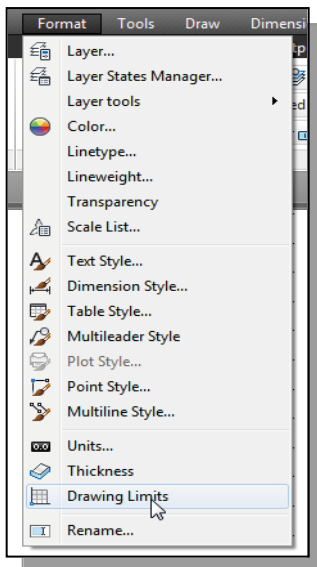 Format Tools Draw Dimensi
Layer...
Layer States Manager...
Layer tools
Color...
Linetype...
Lineweight...
Transparency
Scale List...
Text Style...
Dimension Style...
Table Style...
Multileader Style
Plot Style...
Point Style...
Multiline Style...
Units...
Thickness
Drawing Limits
Rename...